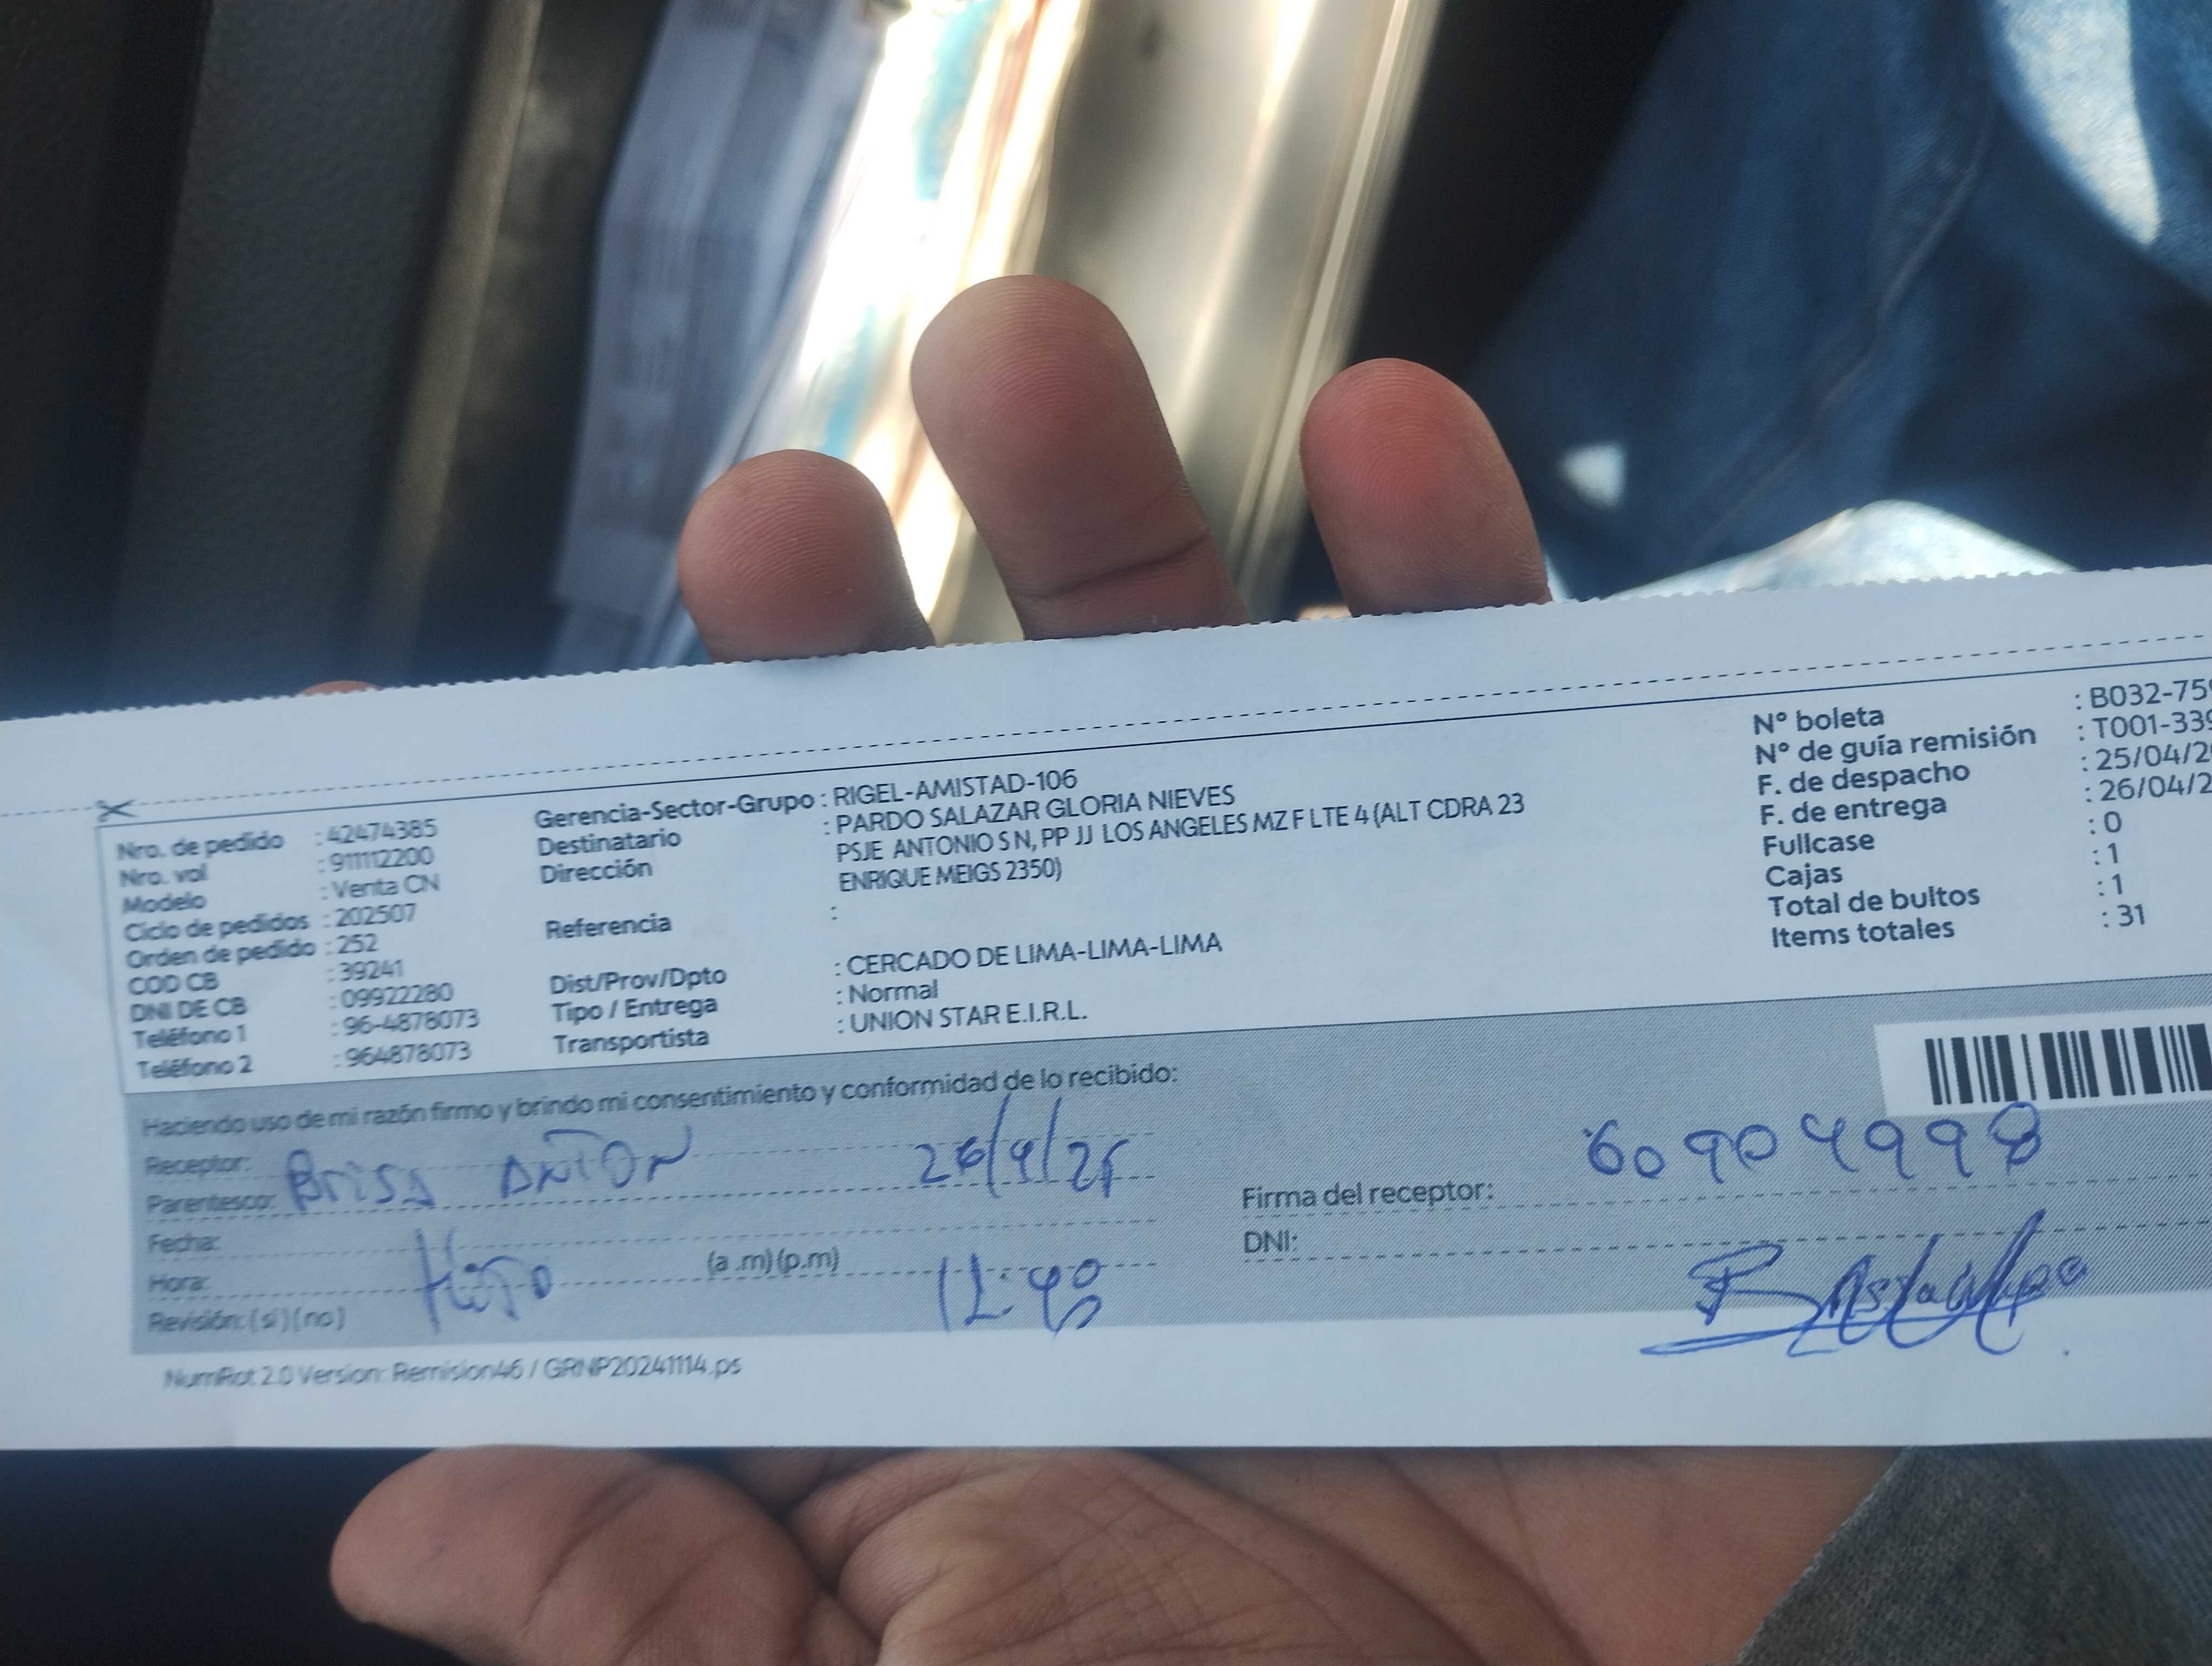 Nro. de pedido : 42474385
Nro. vol : 911112200
Modelo : Venta CN
Ciclo de pedidos : 202507
Orden de pedido : 252
COD CB : 39241
DNI DE CB : 09922280
Teléfono 1 : 96-4878073
Teléfono 2 : 964878073
Gerencia-Sector-Grupo : RIGEL-AMISTAD-106
Destinatario : PARDO SALAZAR GLORIA NIEVES
Dirección PSJE ANTONIO S N, PP JJ LOS ANGELES MZ F LTE 4 (ALT CDRA 23
ENRIQUE MEIGS 2350)
Referencia :
Dist/Prov/Dpto : CERCADO DE LIMA-LIMA-LIMA
Tipo / Entrega : Normal
Transportista : UNION STAR E.I.R.L.
N° boleta : B032-75
N° de guía remisión : T001-339
F. de despacho : 25/04/2
F. de entrega : 26/04/2
Fullcase : 0
Cajas : 1
Total de bultos : 1
Items totales : 31
Haciendo uso de mi razón firmo y brindo mi consentimiento y conformidad de lo recibido:
Receptor: BrisA 26/4/25
Parentesco:
Fecha:
Hora: (a .m) (p.m)
Revisión: ( si ) ( no )
Firma del receptor:
DNI:
NumRot 2.0 Version: Remision46 / GRNP20241114.ps